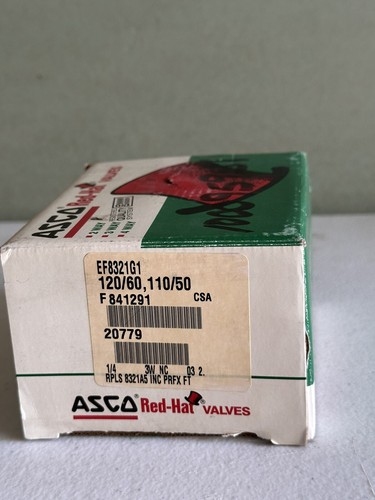 ASCO Red-Hat
EF8321G1
120/60,110/50
F 841291 CSA
20779
1/4 3W NC 03 2.
RPLS 8321A5 INC PRFX FT
ASCO® Red-Hat® VALVES